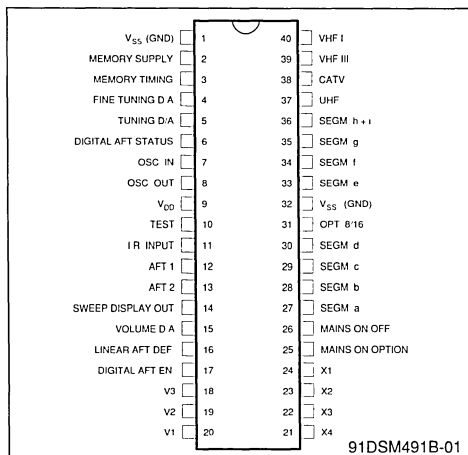 VSS (GND) 1 40 VHF I
MEMORY SUPPLY 2 39 VHF III
MEMORY TIMING 3 38 CATV
FINE TUNING D A 4 37 UHF
TUNING D/A 5 36 SEGM h + i
DIGITAL AFT STATUS 6 35 SEGM g
OSC IN 7 34 SEGM f
OSC OUT 8 33 SEGM e
VDD 9 32 VSS (GND)
TEST 10 31 OPT 8/16
I R INPUT 11 30 SEGM d
AFT 1 12 29 SEGM c
AFT 2 13 28 SEGM b
SWEEP DISPLAY OUT 14 27 SEGM a
VOLUME D A 15 26 MAINS ON OFF
LINEAR AFT DEF 16 25 MAINS ON OPTION
DIGITAL AFT EN 17 24 X1
V3 18 23 X2
V2 19 22 X3
V1 20 21 X4
91DSM491B-01